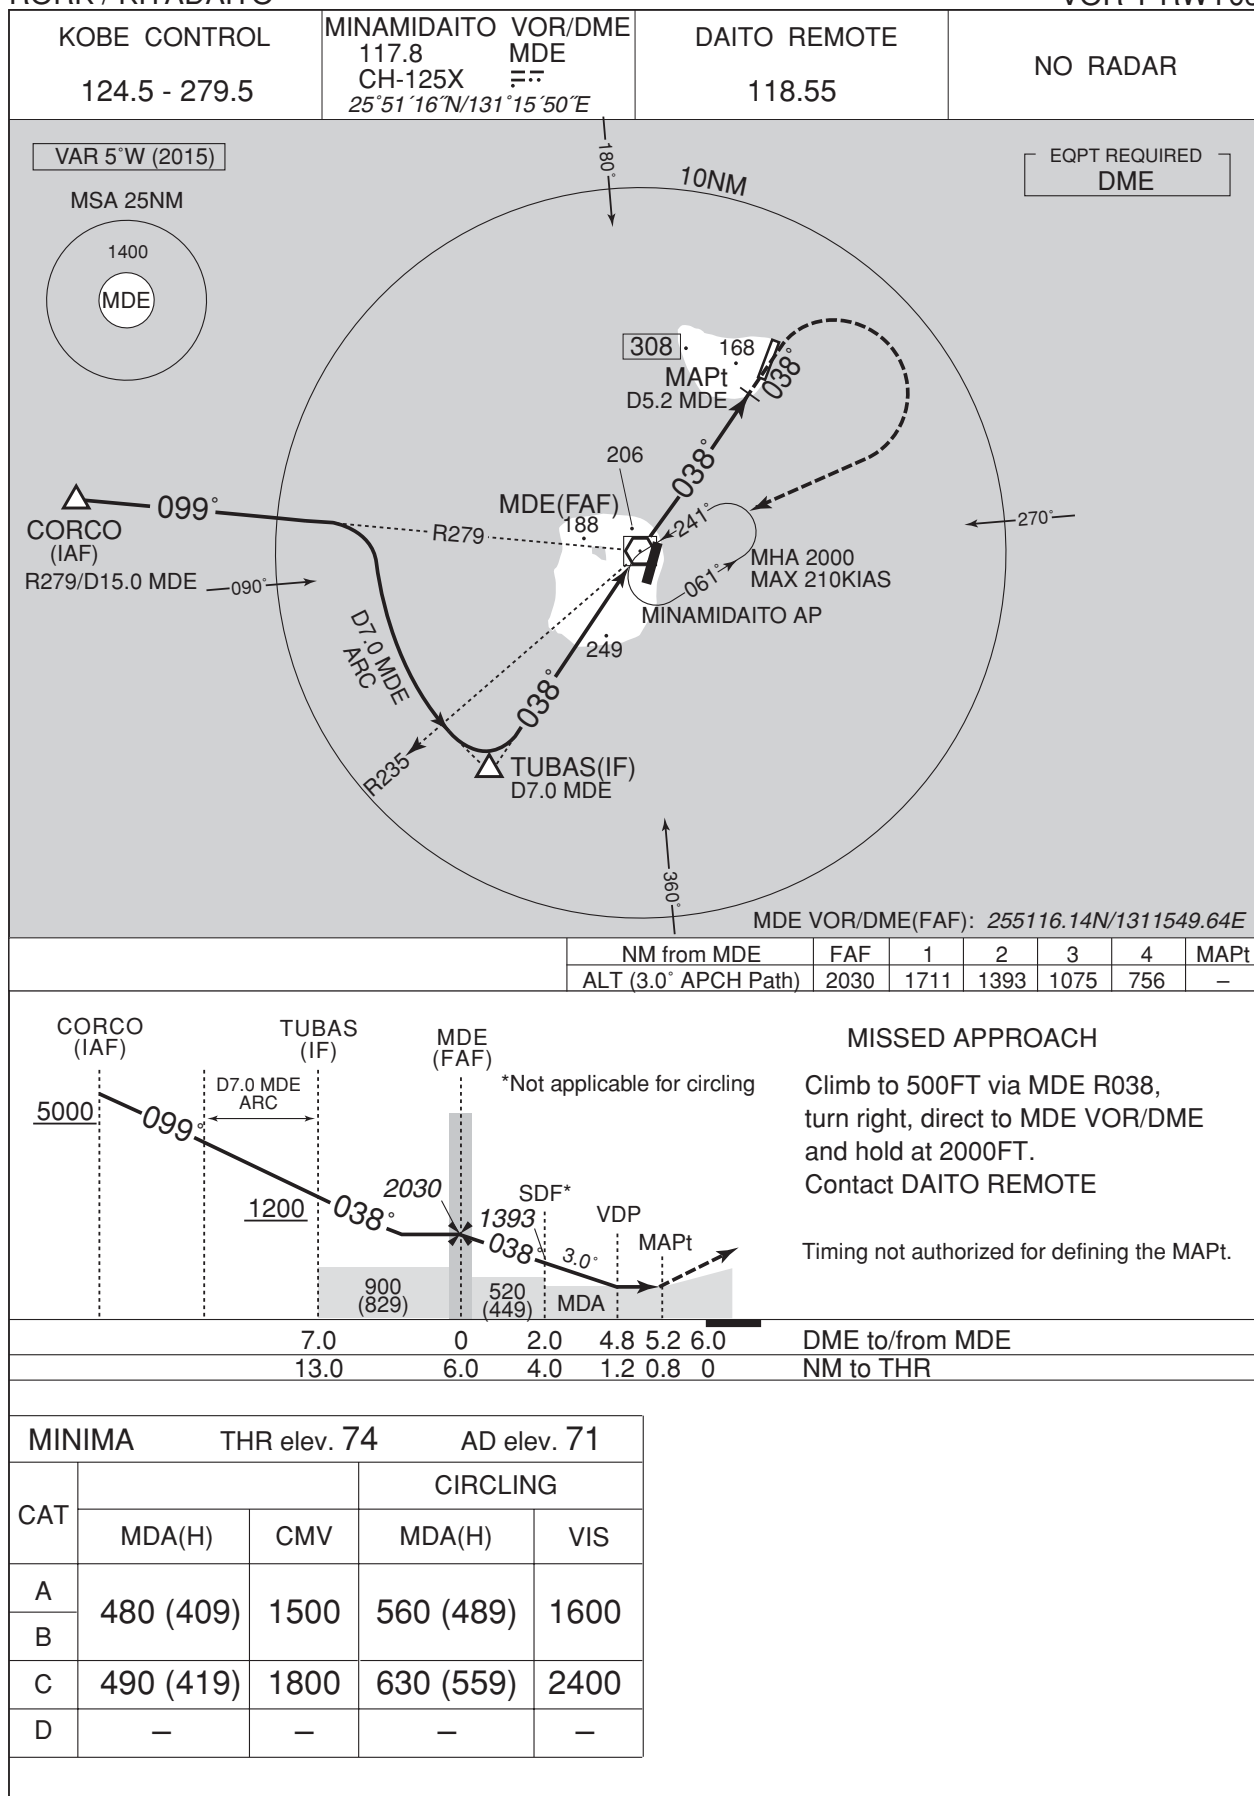 KOBE CONTROL
124.5 - 279.5
MINAMIDAITO VOR/DME
117.8 MDE
CH-125X
25°51´16˝N/131°15´50˝E
DAITO REMOTE
118.55
NO RADAR
VAR 5°W (2015)
MSA 25NM
1400
MDE
EQPT REQUIRED
DME
180°
10NM
308
168
MAPt
D5.2 MDE
038°
206
038°
MDE(FAF)
188
CORCO
(IAF)
R279/D15.0 MDE
099°
R279
241°
061°
MHA 2000
MAX 210KIAS
270°
090°
MINAMIDAITO AP
249
D7.0 MDE
ARC
038°
R235
TUBAS(IF)
D7.0 MDE
360°
MDE VOR/DME(FAF): 255116.14N/1311549.64E
NM from MDE FAF 1 2 3 4 MAPt
ALT (3.0° APCH Path) 2030 1711 1393 1075 756 –
CORCO
(IAF)
TUBAS
(IF)
MDE
(FAF)
D7.0 MDE
ARC
*Not applicable for circling
5000
099°
1200
038°
2030
1393
SDF*
038°
3.0°
VDP
MAPt
900
(829)
520
(449)
MDA
MISSED APPROACH
Climb to 500FT via MDE R038,
turn right, direct to MDE VOR/DME
and hold at 2000FT.
Contact DAITO REMOTE
Timing not authorized for defining the MAPt.
7.0 0 2.0 4.8 5.2 6.0 DME to/from MDE
13.0 6.0 4.0 1.2 0.8 0 NM to THR
MINIMA THR elev. 74 AD elev. 71
CAT CIRCLING
MDA(H) CMV MDA(H) VIS
A
B
480 (409) 1500 560 (489) 1600
C 490 (419) 1800 630 (559) 2400
D – – – –